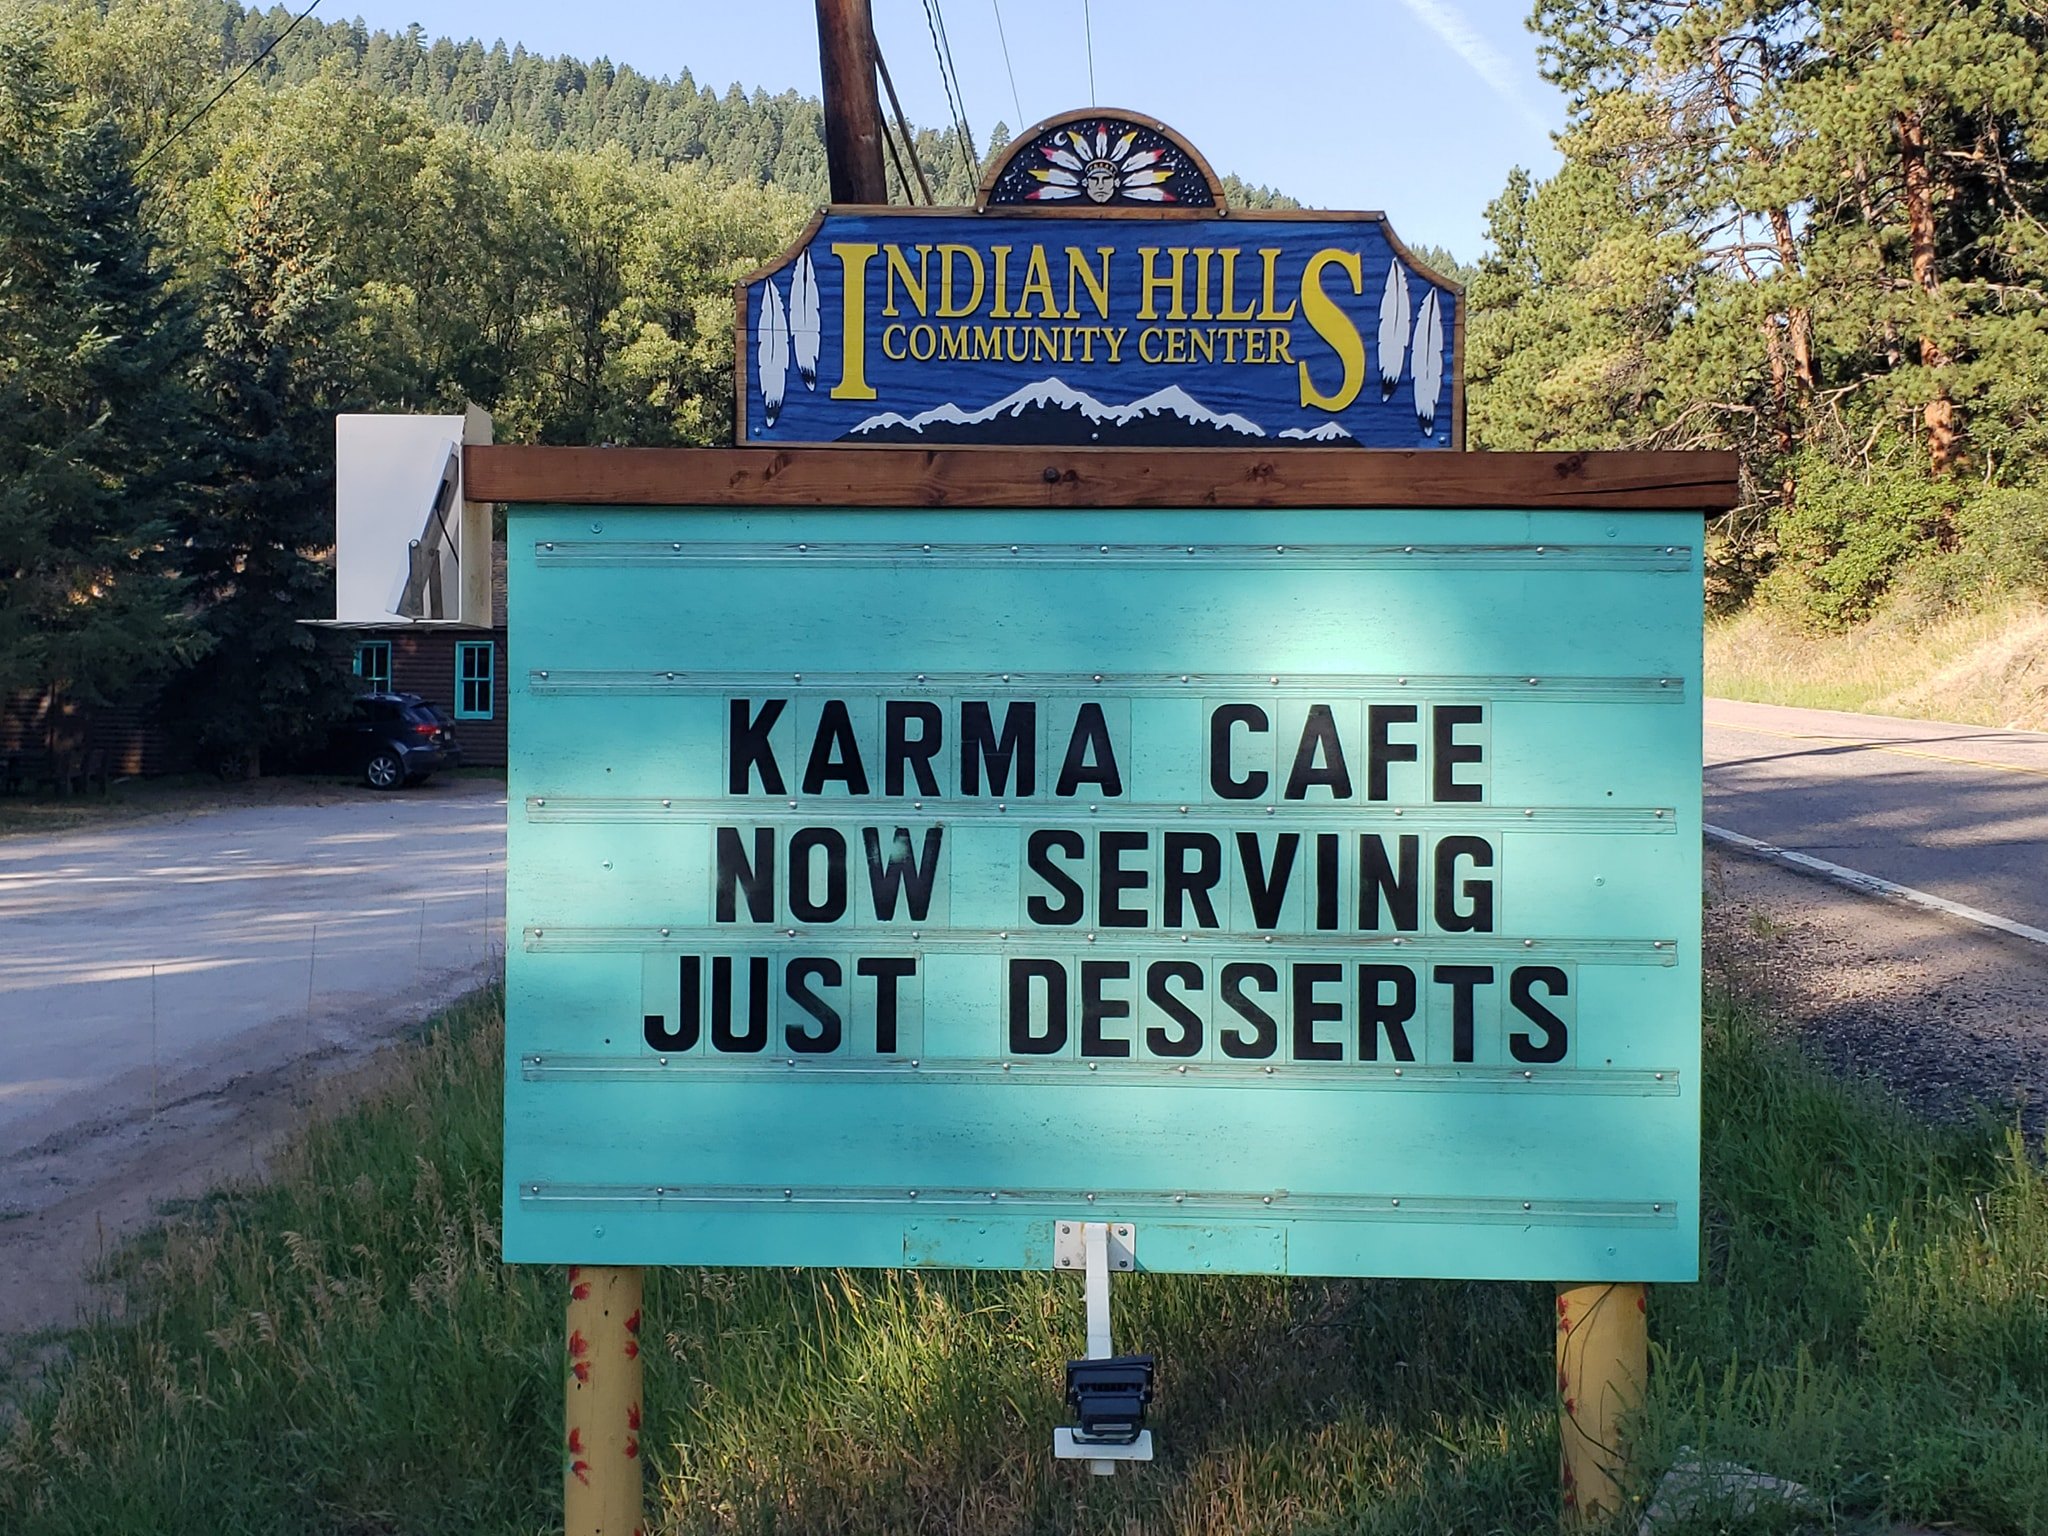 INDIAN HILLS
COMMUNITY CENTER
KARMA CAFE
NOW SERVING
JUST DESSERTS